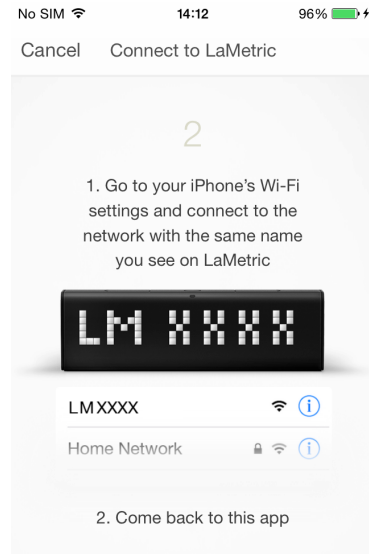 No SIM 14:12 96%
Cancel Connect to LaMetric
2
1. Go to your iPhone's Wi-Fi
settings and connect to the
network with the same name
you see on LaMetric
LM XXXX
LMXXXX
Home Network
2. Come back to this app